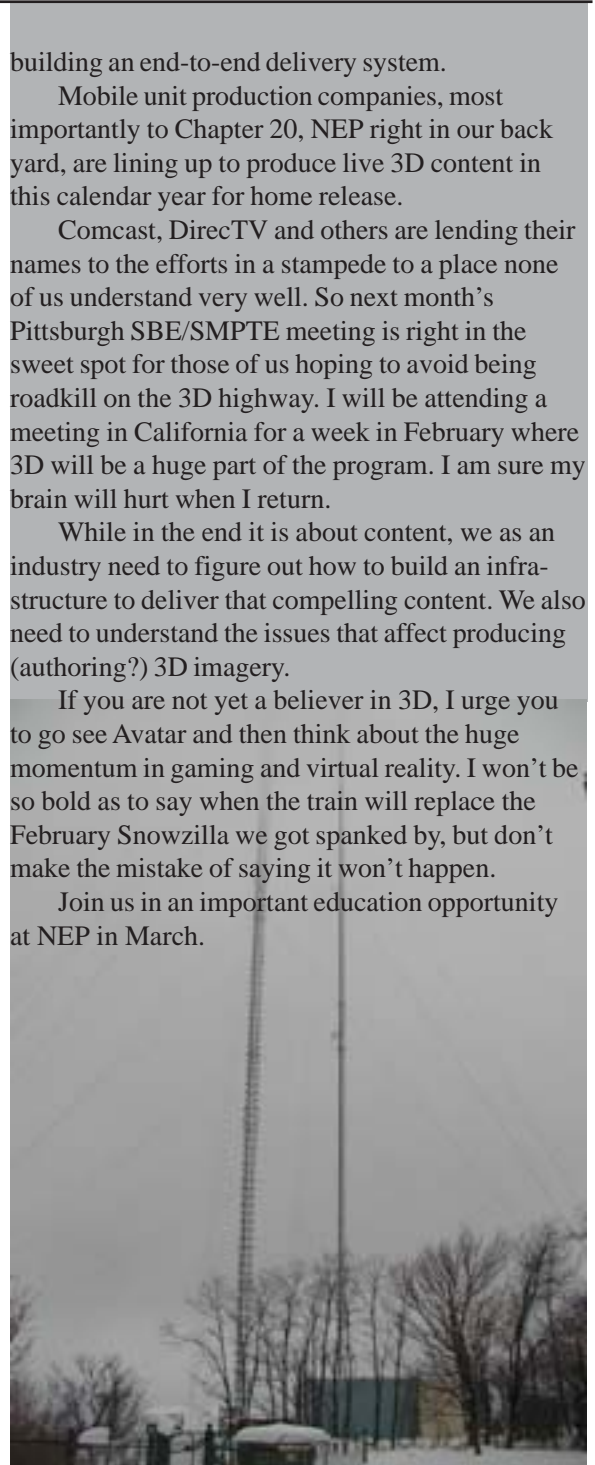 building an end-to-end delivery system.
Mobile unit production companies, most
importantly to Chapter 20, NEP right in our back
yard, are lining up to produce live 3D content in
this calendar year for home release.
Comcast, DirecTV and others are lending their
names to the efforts in a stampede to a place none
of us understand very well. So next month’s
Pittsburgh SBE/SMPTE meeting is right in the
sweet spot for those of us hoping to avoid being
roadkill on the 3D highway. I will be attending a
meeting in California for a week in February where
3D will be a huge part of the program. I am sure my
brain will hurt when I return.
While in the end it is about content, we as an
industry need to figure out how to build an infra-
structure to deliver that compelling content. We also
need to understand the issues that affect producing
(authoring?) 3D imagery.
If you are not yet a believer in 3D, I urge you
to go see Avatar and then think about the huge
momentum in gaming and virtual reality. I won’t be
so bold as to say when the train will replace the
February Snowzilla we got spanked by, but don’t
make the mistake of saying it won’t happen.
Join us in an important education opportunity
at NEP in March.